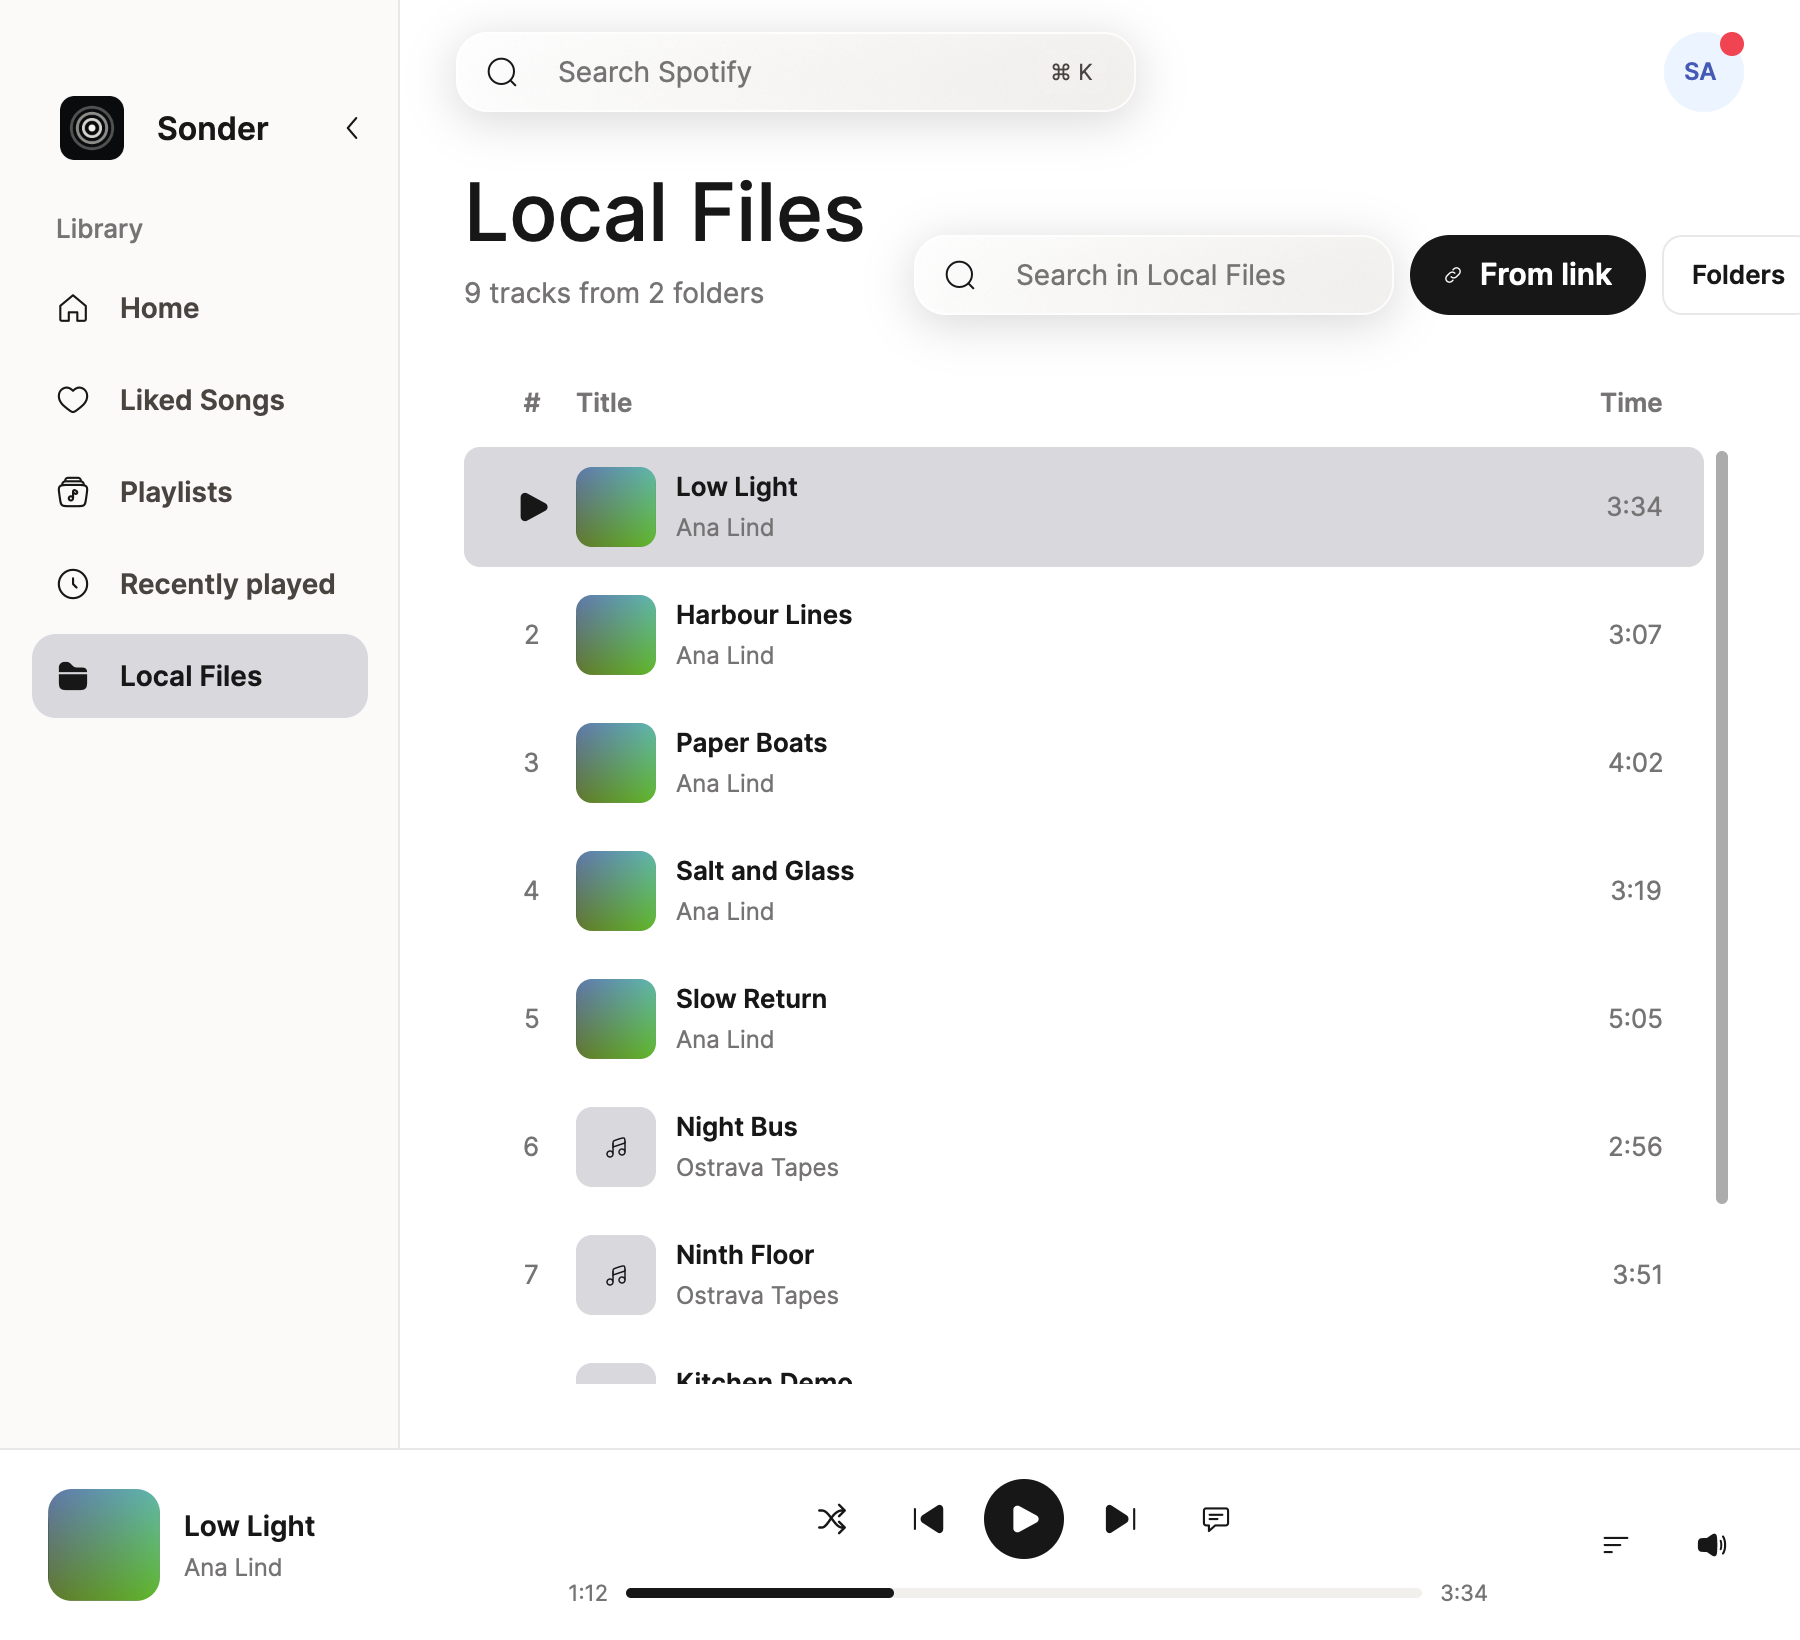 Search Spotify
⌘ K
SA
Sonder
Library
Home
Liked Songs
Playlists
Recently played
Local Files
Local Files
9 tracks from 2 folders
Search in Local Files
From link
Folders
# Title Time
Low Light
Ana Lind
3:34
2
Harbour Lines
Ana Lind
3:07
3
Paper Boats
Ana Lind
4:02
4
Salt and Glass
Ana Lind
3:19
5
Slow Return
Ana Lind
5:05
6
Night Bus
Ostrava Tapes
2:56
7
Ninth Floor
Ostrava Tapes
3:51
Kitchen Demo
Low Light
Ana Lind
1:12
3:34